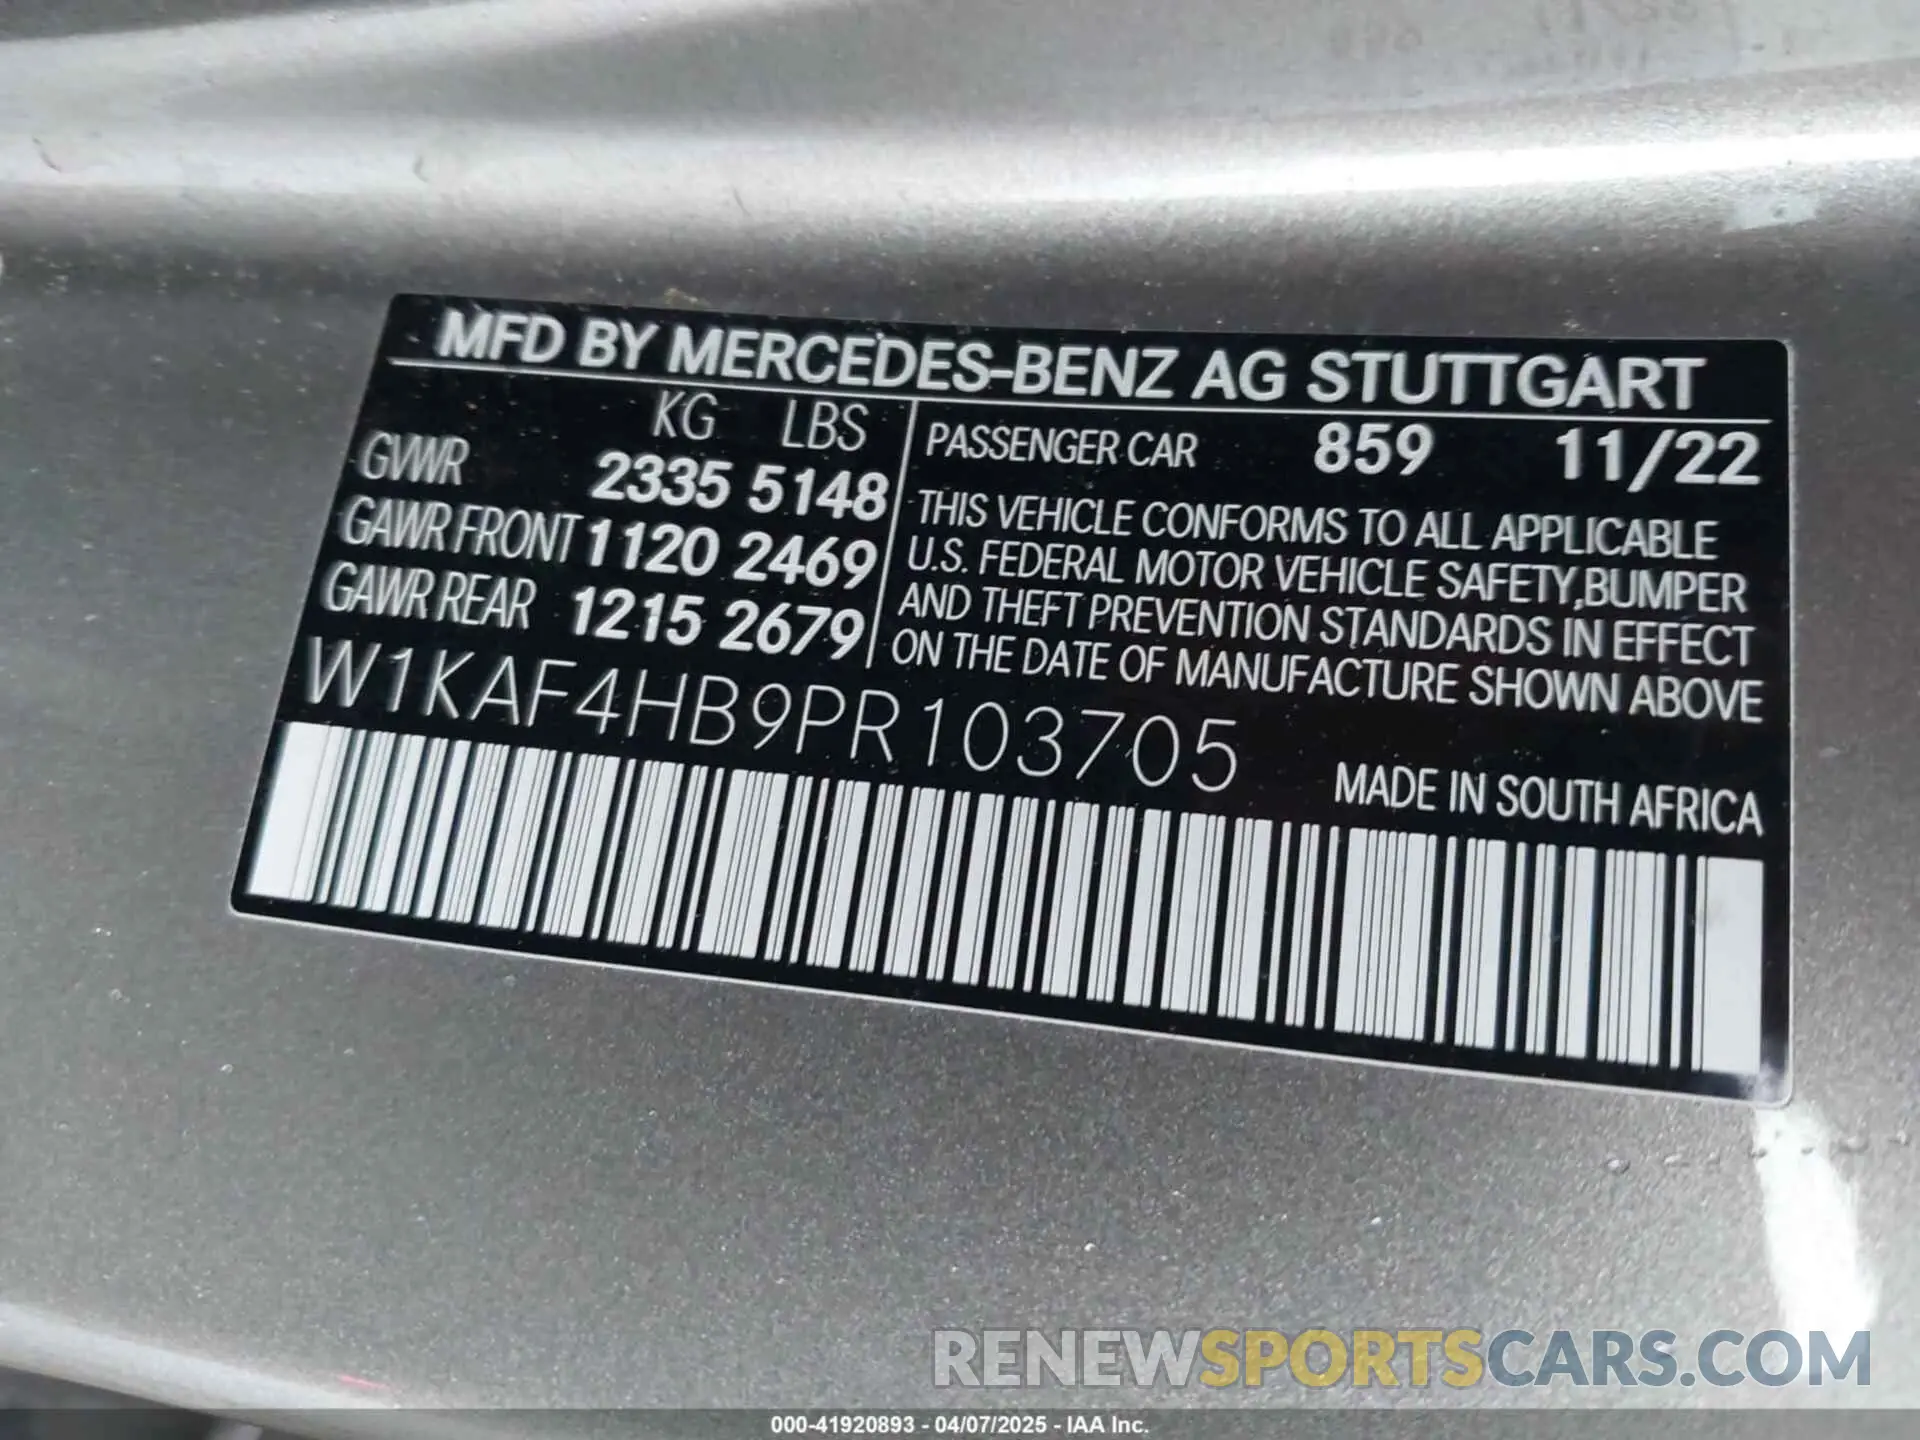 MFD BY MERCEDES-BENZ AG STUTTGART
KG LBS
GVWR 2335 5148
GAWR FRONT 1120 2469
GAWR REAR 1215 2679
PASSENGER CAR 859 11/22
THIS VEHICLE CONFORMS TO ALL APPLICABLE
U.S. FEDERAL MOTOR VEHICLE SAFETY,BUMPER
AND THEFT PREVENTION STANDARDS IN EFFECT
ON THE DATE OF MANUFACTURE SHOWN ABOVE
W1KAF4HB9PR103705
MADE IN SOUTH AFRICA
RENEWSPORTSCARS.COM
000-41920893 - 04/07/2025 - IAA Inc.